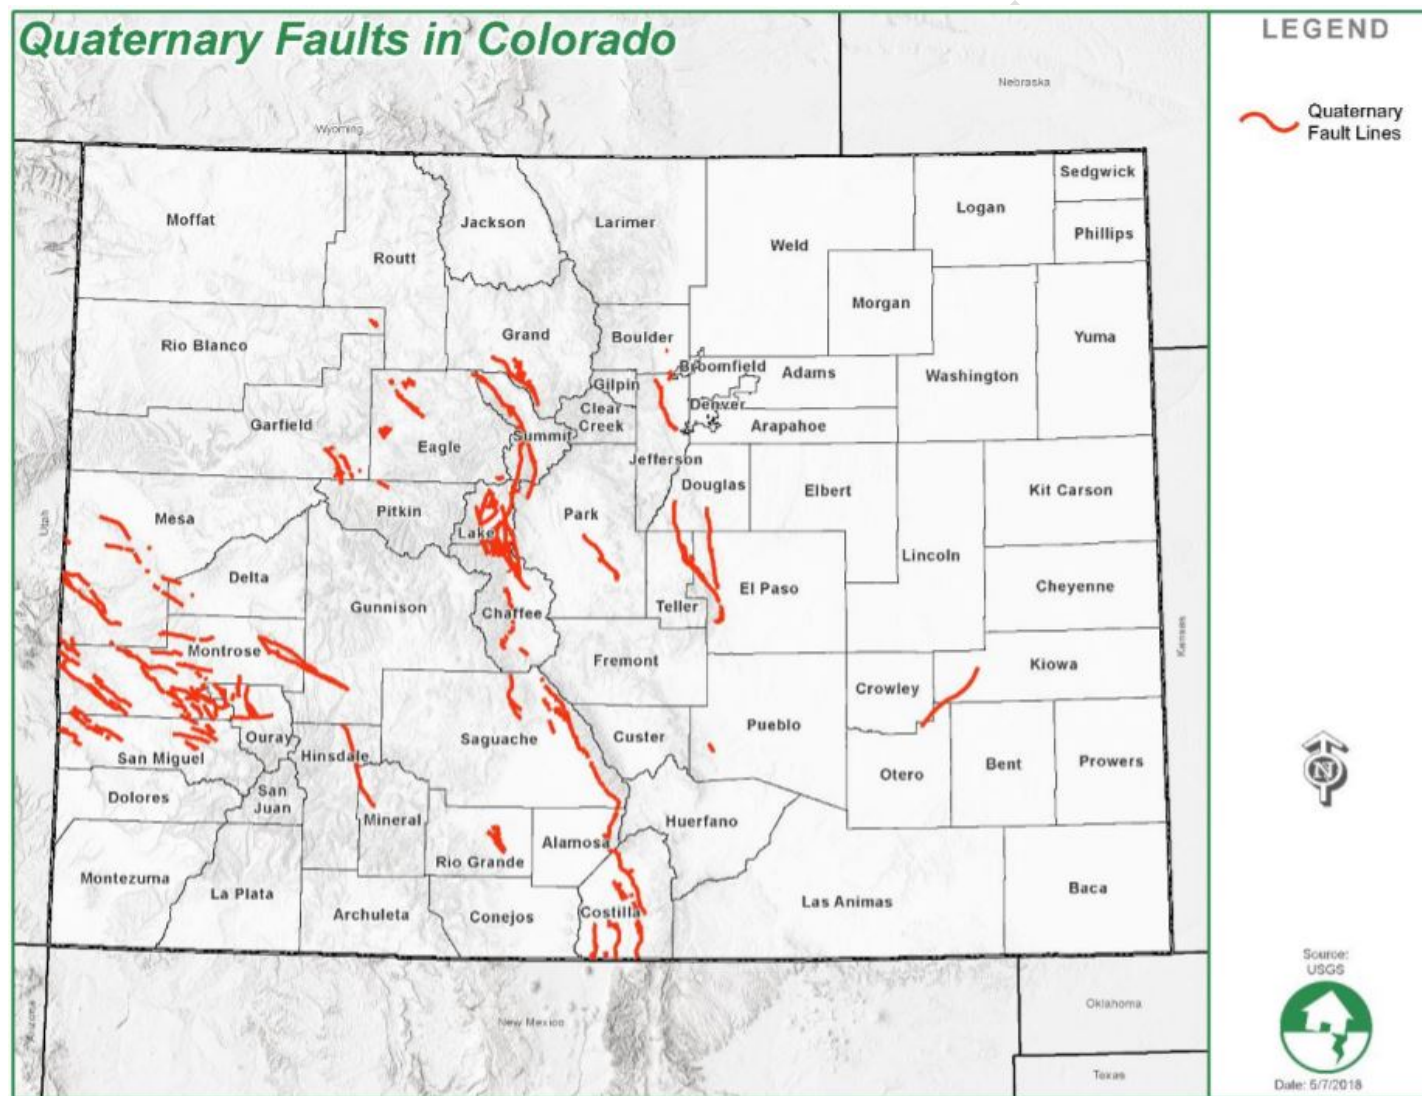 Quaternary Faults in Colorado
LEGEND
Quaternary
Fault Lines
Nebraska
Wyoming
Sedgwick
Logan
Phillips
Moffat
Jackson
Larimer
Weld
Routt
Morgan
Yuma
Rio Blanco
Grand
Boulder
Broomfield
Adams
Washington
Gilpin
Denver
Clear
Creek
Garfield
Arapahoe
Eagle
Summit
Jefferson
Douglas
Elbert
Kit Carson
Pitkin
Park
Mesa
Utah
Lake
Lincoln
Delta
Gunnison
Chaffee
Teller
El Paso
Cheyenne
Kansas
Montrose
Fremont
Kiowa
Crowley
Saguache
Custer
Pueblo
Ouray
Hinsdale
San Miguel
Otero
Bent
Prowers
Dolores
San
Juan
Mineral
Huerfano
Alamosa
Rio Grande
Montezuma
La Plata
Archuleta
Conejos
Costilla
Las Animas
Baca
N
Arizona
New Mexico
Oklahoma
Texas
Source:
USGS
Date: 5/7/2018